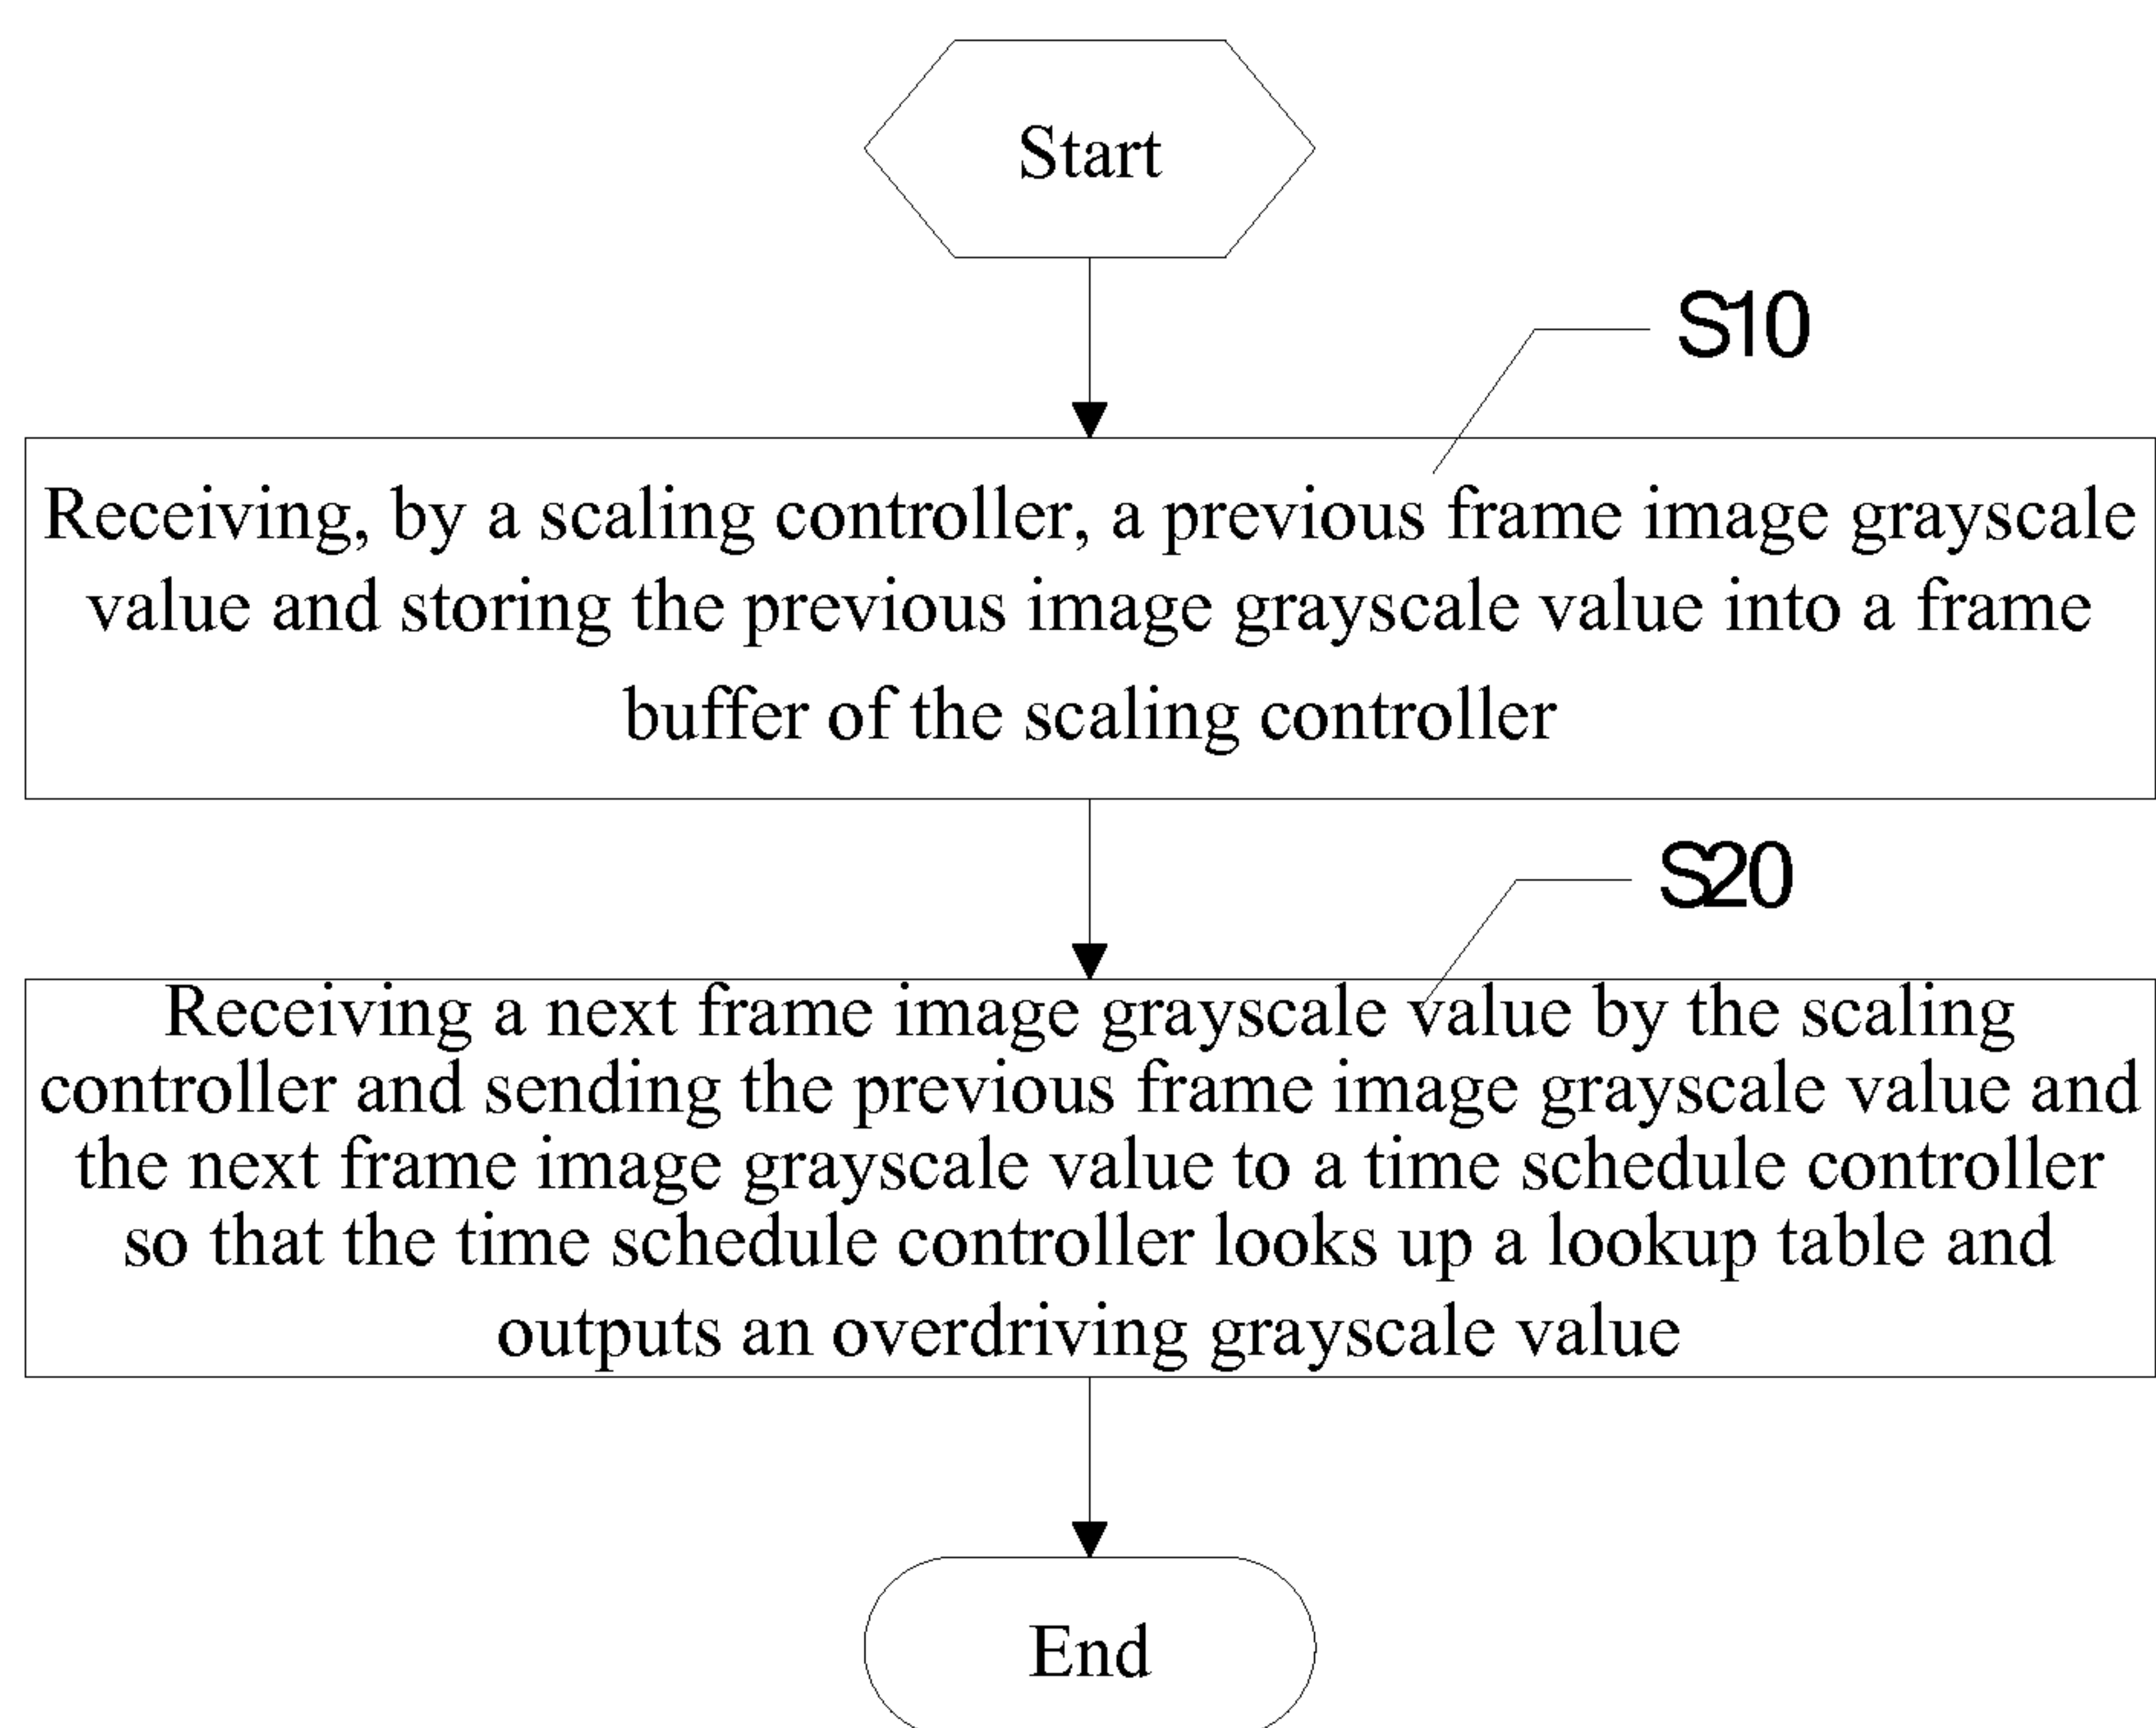 Start
S10
Receiving, by a scaling controller, a previous frame image grayscale
value and storing the previous image grayscale value into a frame
buffer of the scaling controller
S20
Receiving a next frame image grayscale value by the scaling
controller and sending the previous frame image grayscale value and
the next frame image grayscale value to a time schedule controller
so that the time schedule controller looks up a lookup table and
outputs an overdriving grayscale value
End